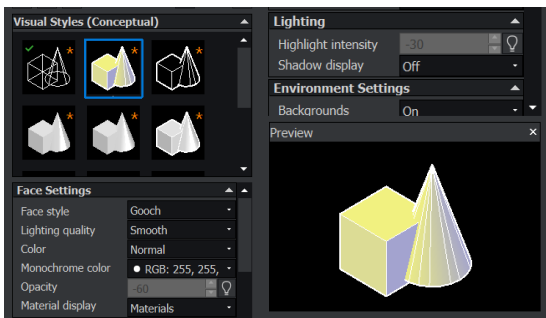 Visual Styles (Conceptual)
Face Settings
Face style Gooch
Lighting quality Smooth
Color Normal
Monochrome color RGB: 255, 255,
Opacity -60
Material display Materials
Lighting
Highlight intensity -30
Shadow display Off
Environment Settings
Backgrounds On
Preview